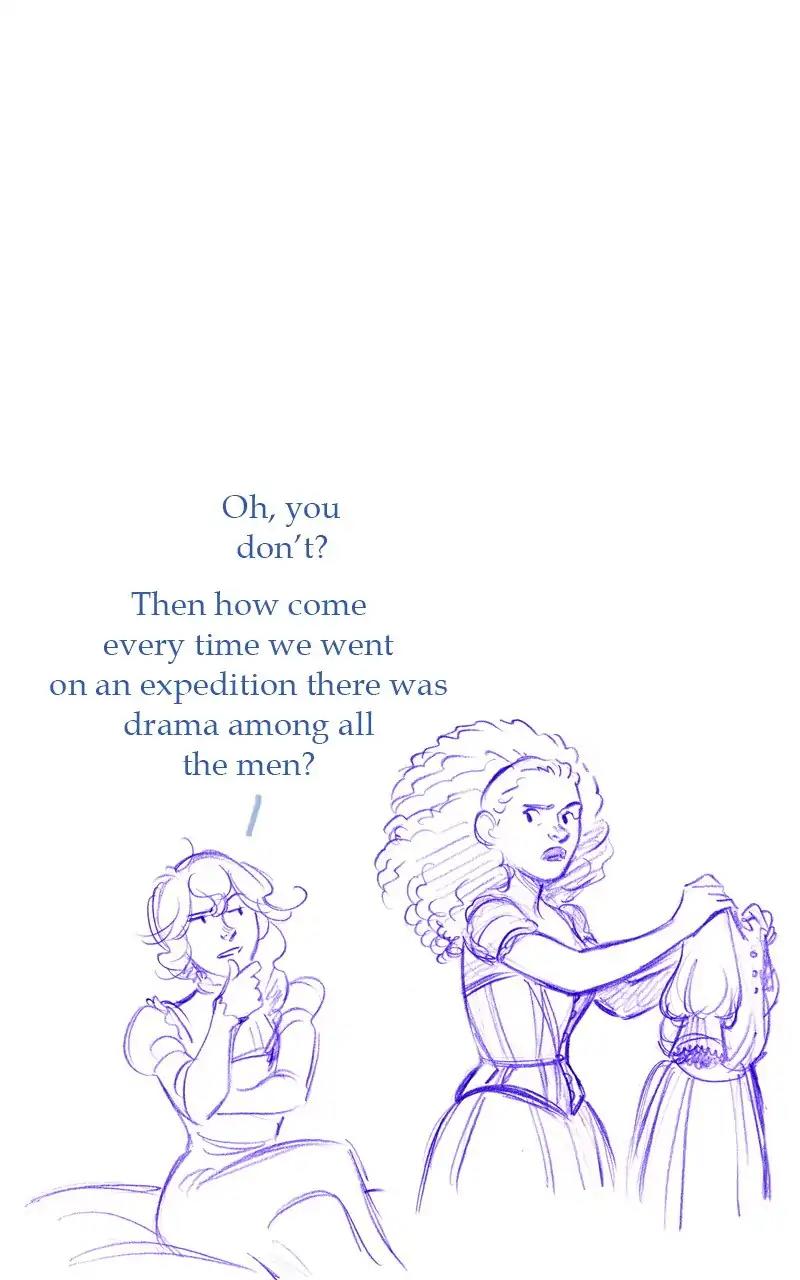 Oh, you
don’t?
Then how come
every time we went
on an expedition there was
drama among all
the men?